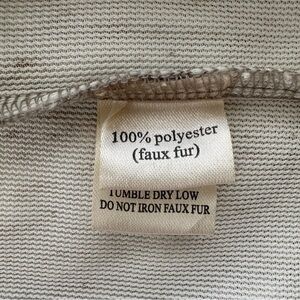 100% polyester
(faux fur)
TUMBLE DRY LOW
DO NOT IRON FAUX FUR